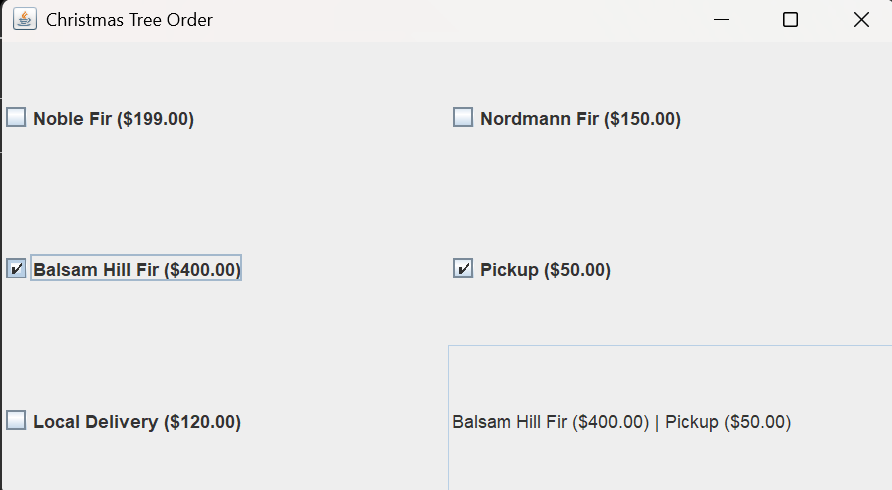 Christmas Tree Order
Noble Fir ($199.00)
Nordmann Fir ($150.00)
Balsam Hill Fir ($400.00)
Pickup ($50.00)
Local Delivery ($120.00)
Balsam Hill Fir ($400.00) | Pickup ($50.00)